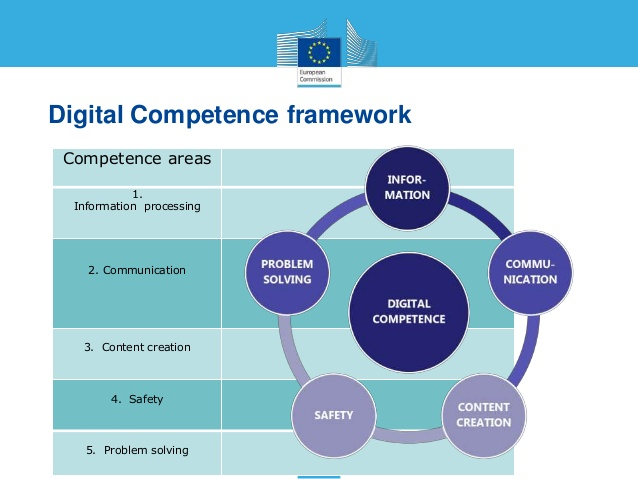 European
Commission
Digital Competence framework
Competence areas
1.
Information processing
2. Communication
3. Content creation
4. Safety
5. Problem solving
INFOR-
MATION
PROBLEM
SOLVING
COMMU-
NICATION
DIGITAL
COMPETENCE
SAFETY
CONTENT
CREATION